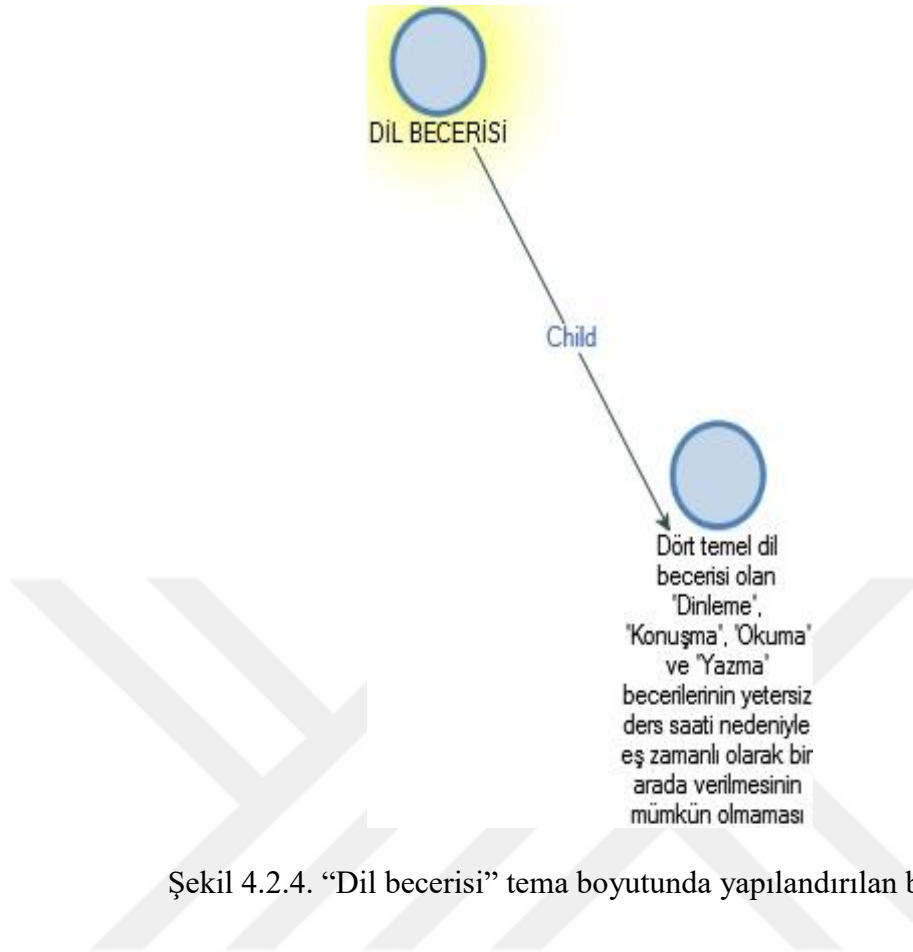 DİL BECERİSİ
Child
Dört temel dil
becerisi olan
'Dinleme',
'Konuşma', 'Okuma'
ve 'Yazma'
becerilerinin yetersiz
ders saati nedeniyle
eş zamanlı olarak bir
arada verilmesinin
mümkün olmaması
Şekil 4.2.4. “Dil becerisi” tema boyutunda yapılandırılan